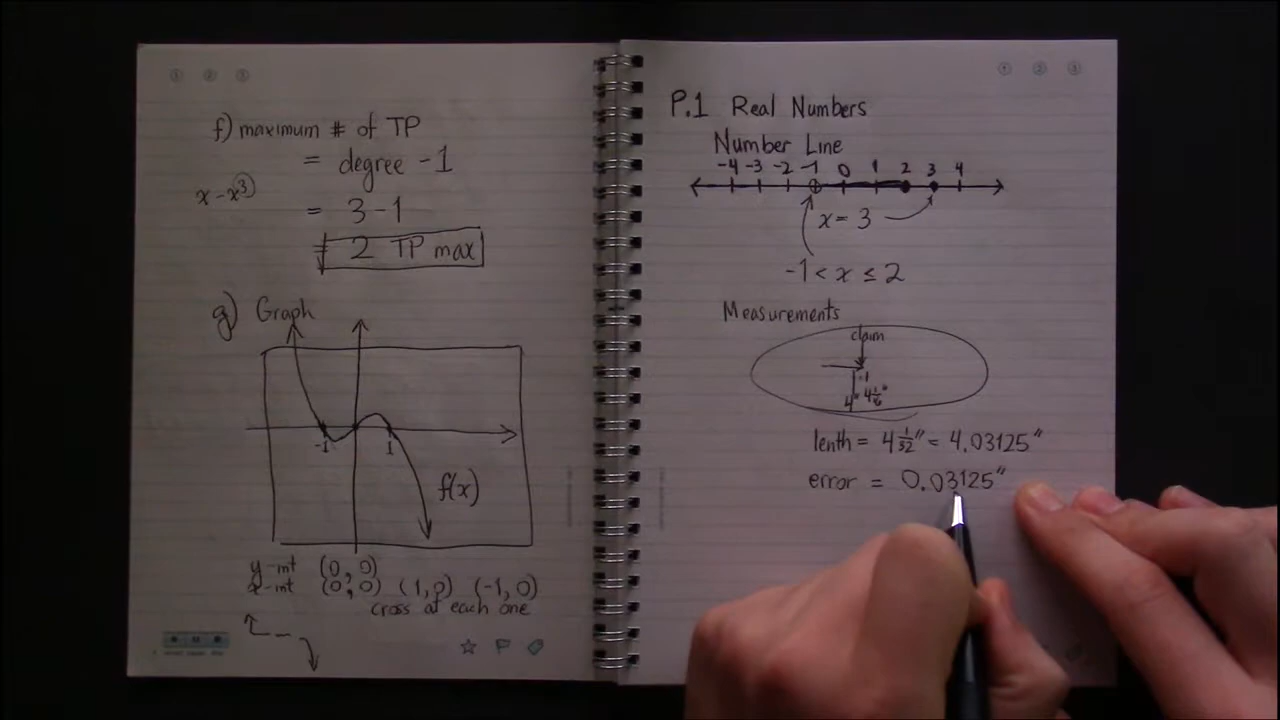 f) maximum # of TP
= degree -1
x-x³
= 3-1
= 2 TP max
g) Graph
-1
1
f(x)
y-int (0, 0)
x-int (0, 0) (1, 0) (-1, 0)
cross at each one
P.1 Real Numbers
Number Line
-4 -3 -2 -1 0 1 2 3 4
x = 3
-1 < x ≤ 2
Measurements
claim
4"
lenth = 4 1/32" = 4.03125"
error = 0.03125"